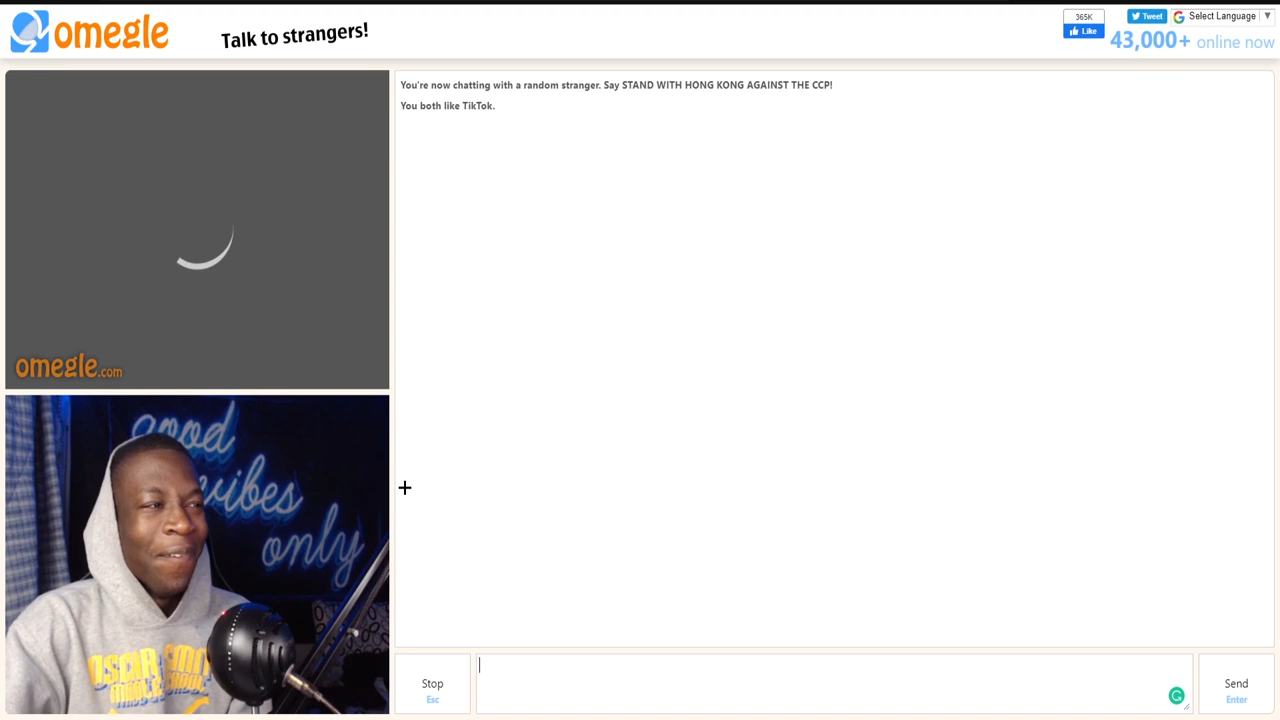 omegle
Talk to strangers!
365K
Like
Tweet
Select Language
43,000+ online now
You're now chatting with a random stranger. Say STAND WITH HONG KONG AGAINST THE CCP!
You both like TikTok.
omegle.com
good
vibes
only
OSCAR
Stop
Esc
Send
Enter